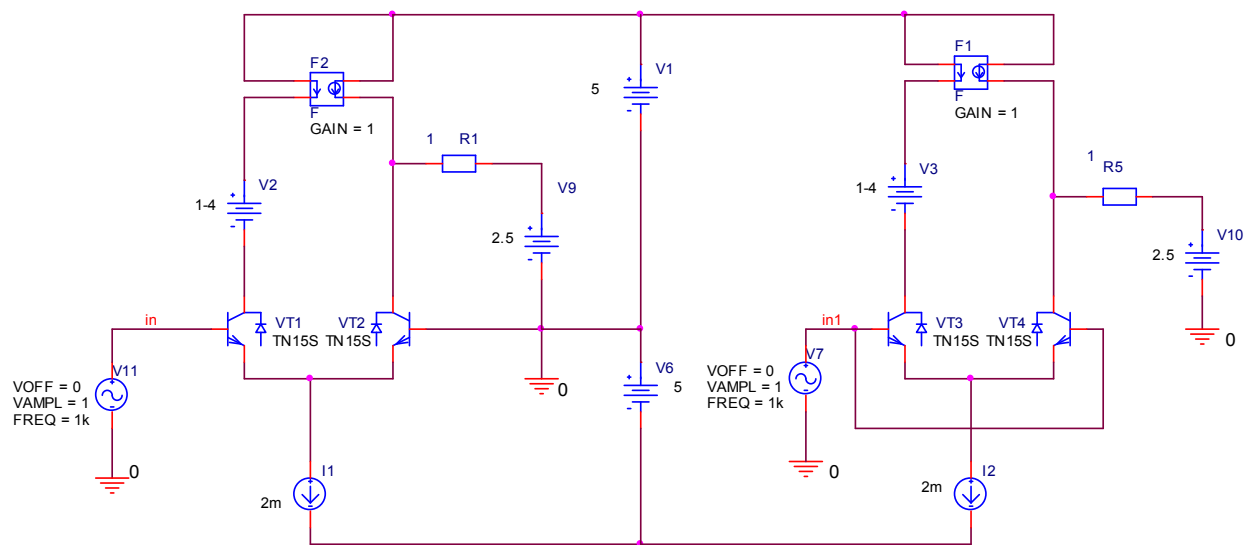 F2
F
GAIN = 1
V1
5
F1
F
GAIN = 1
1
R1
V2
1-4
V9
2.5
V3
1-4
1
R5
V10
2.5
0
in
VT1
TN15S
VT2
TN15S
in1
VT3
TN15S
VT4
TN15S
V11
VOFF = 0
VAMPL = 1
FREQ = 1k
0
0
V6
5
V7
VOFF = 0
VAMPL = 1
FREQ = 1k
0
I1
2m
I2
2m